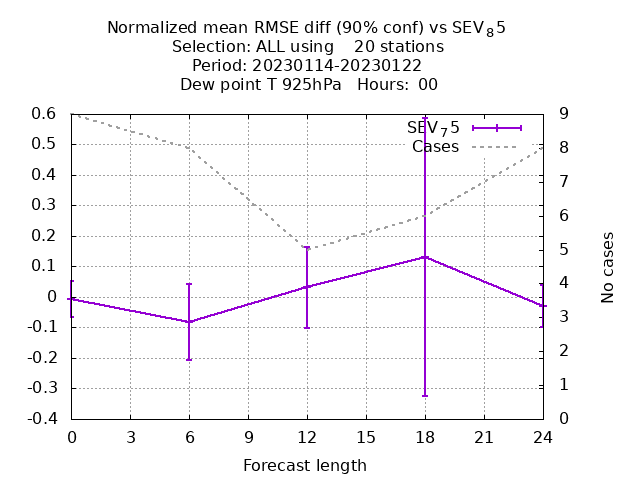 Normalized mean RMSE diff (90% conf) vs SEV₈5
Selection: ALL using    20 stations
Period: 20230114-20230122
Dew point T 925hPa   Hours:  00
SEV₇5
Cases
0.6
0.5
0.4
0.3
0.2
0.1
0
-0.1
-0.2
-0.3
-0.4
9
8
7
6
5
4
3
2
1
0
No cases
0 3 6 9 12 15 18 21 24
Forecast length